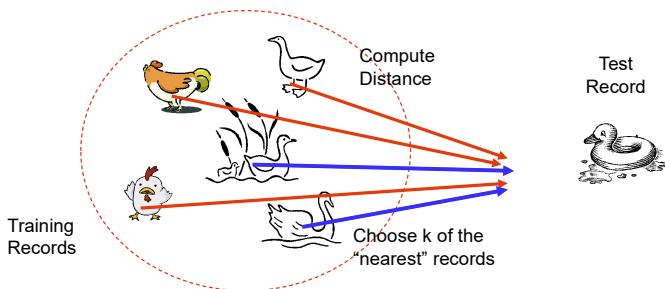 Compute
Distance
Test
Record
Training
Records
Choose k of the
“nearest” records